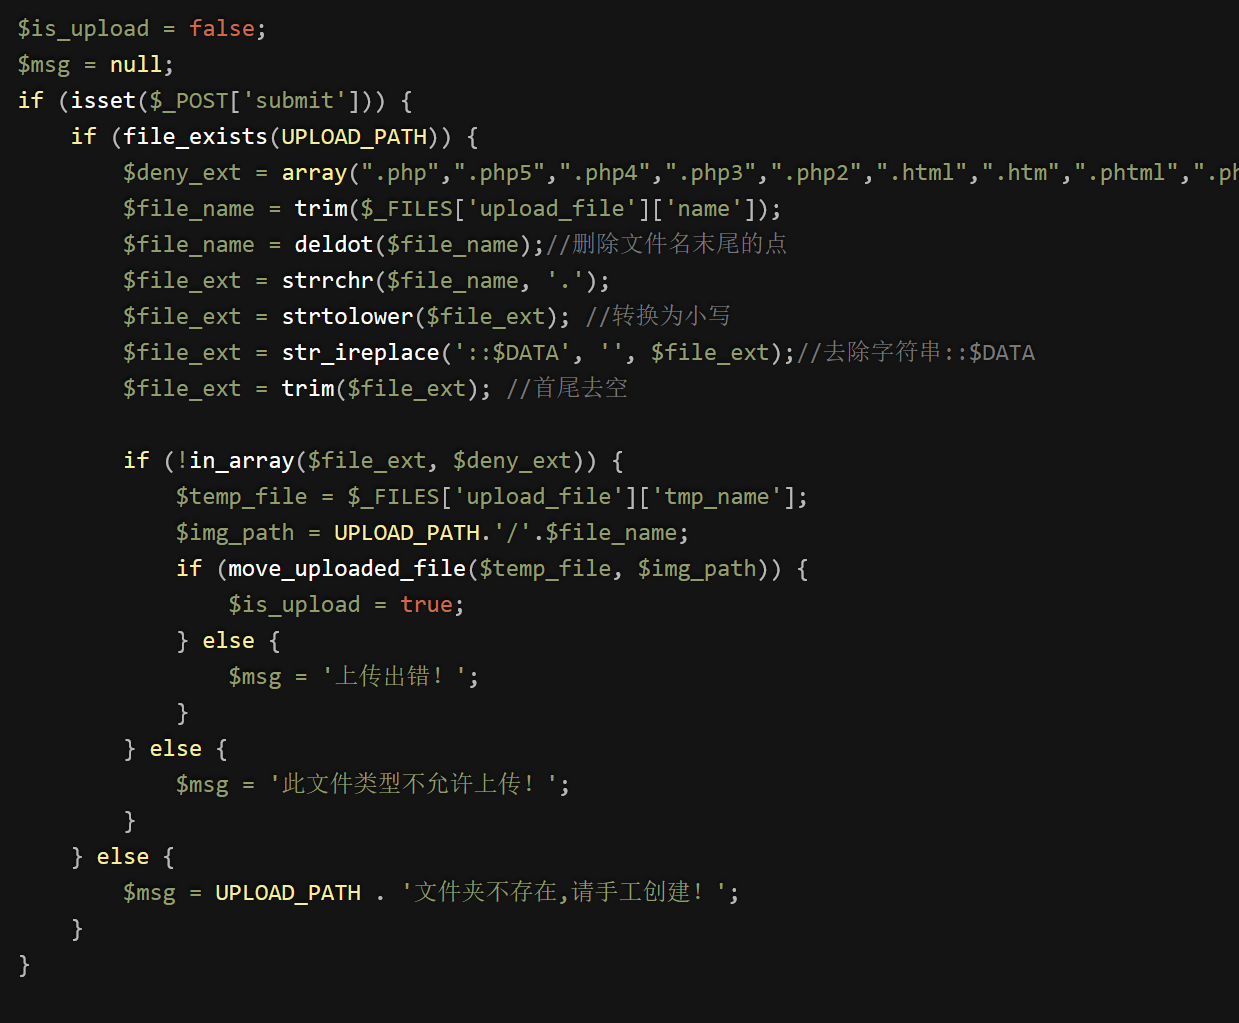 $is_upload = false;
$msg = null;
if (isset($_POST['submit'])) {
    if (file_exists(UPLOAD_PATH)) {
        $deny_ext = array(".php",".php5",".php4",".php3",".php2",".html",".htm",".phtml",".ph
        $file_name = trim($_FILES['upload_file']['name']);
        $file_name = deldot($file_name);//删除文件名末尾的点
        $file_ext = strrchr($file_name, '.');
        $file_ext = strtolower($file_ext); //转换为小写
        $file_ext = str_ireplace('::$DATA', '', $file_ext);//去除字符串::$DATA
        $file_ext = trim($file_ext); //首尾去空
        if (!in_array($file_ext, $deny_ext)) {
            $temp_file = $_FILES['upload_file']['tmp_name'];
            $img_path = UPLOAD_PATH.'/'.$file_name;
            if (move_uploaded_file($temp_file, $img_path)) {
                $is_upload = true;
            } else {
                $msg = '上传出错！';
            }
        } else {
            $msg = '此文件类型不允许上传！';
        }
    } else {
        $msg = UPLOAD_PATH . '文件夹不存在,请手工创建！';
    }
}